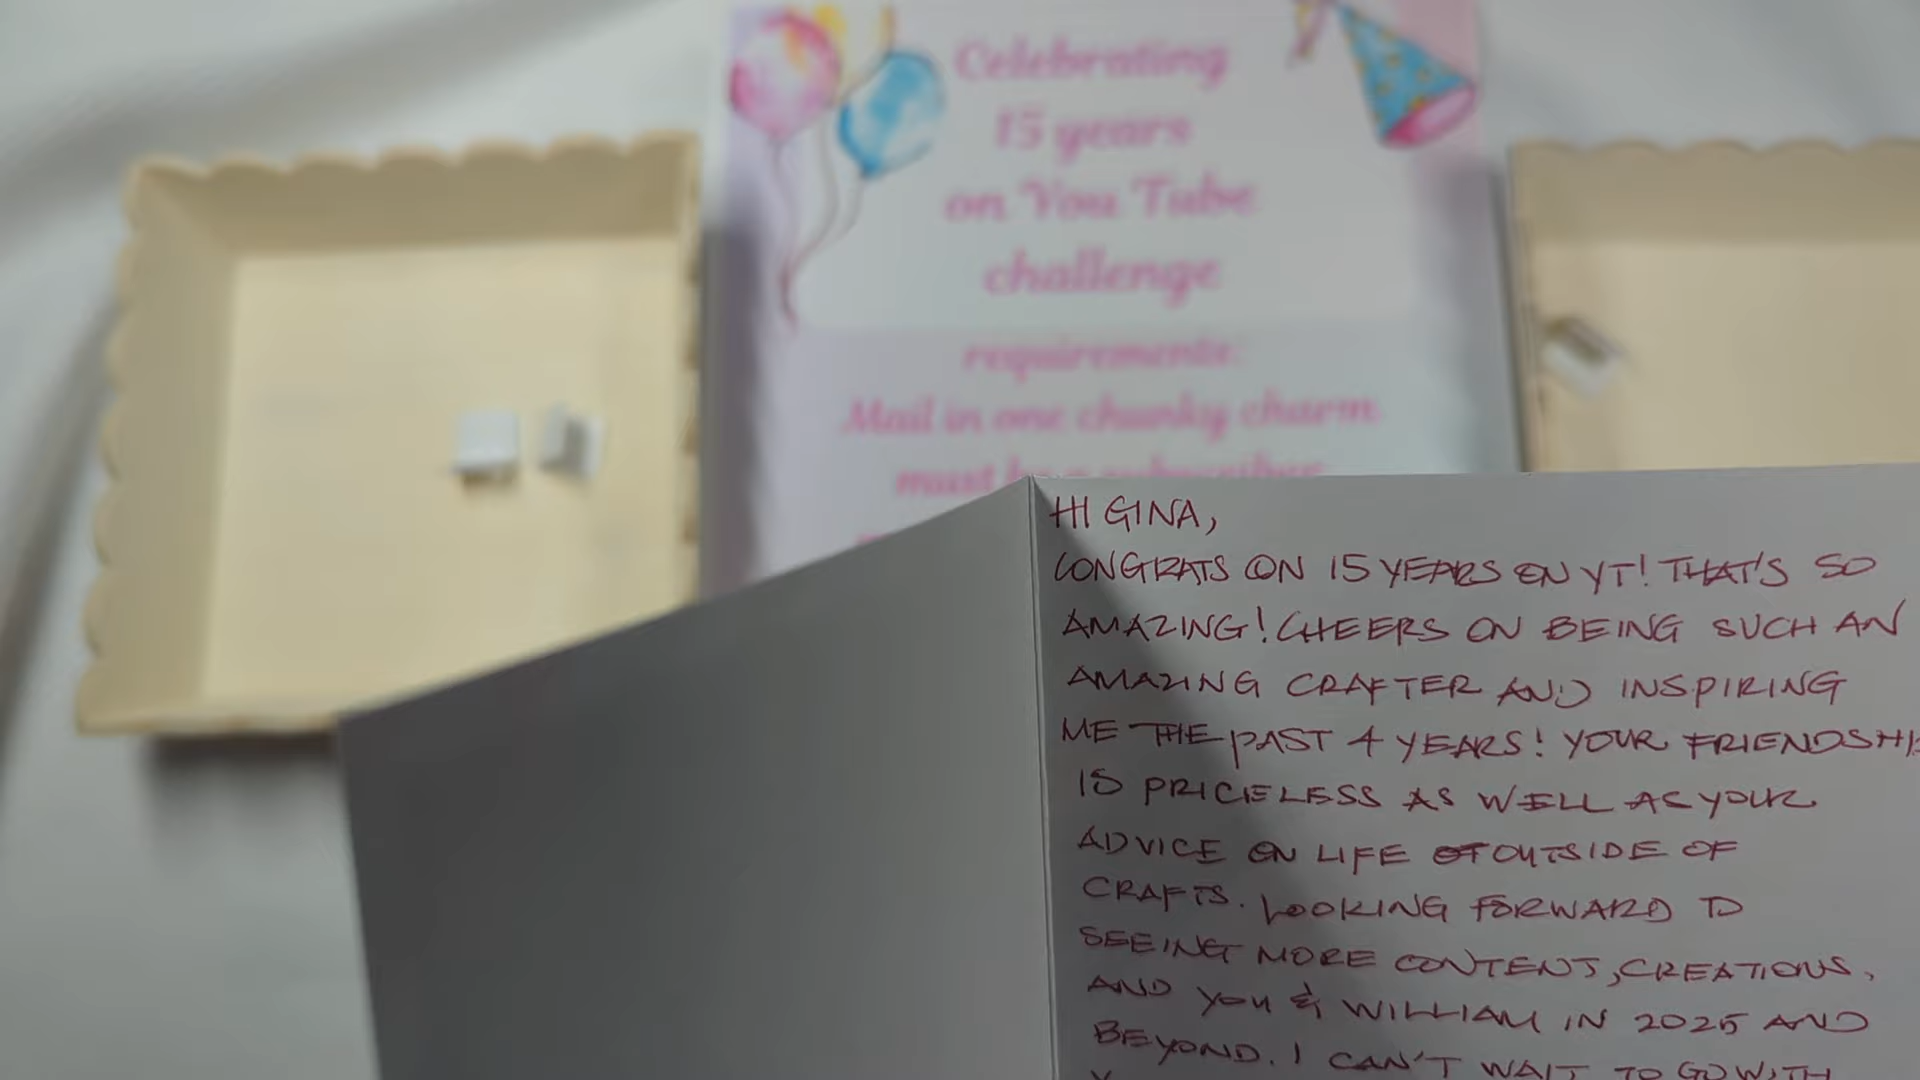 Celebrating
15 years
on You Tube
challenge
requirements:
Mail in one chunky charm
must be a subscriber
HI GINA,
CONGRATS ON 15 YEARS ON YT! THAT'S SO
AMAZING! CHEERS ON BEING SUCH AN
AMAZING CRAFTER AND INSPIRING
ME THE PAST 4 YEARS! YOUR FRIENDSHI
IS PRICELESS AS WELL AS YOUR
ADVICE ON LIFE OUTSIDE OF
CRAFTS. LOOKING FORWARD TO
SEEING MORE CONTENT, CREATIONS,
AND YOU & WILLIAM IN 2025 AND
BEYOND. I CAN'T WAIT TO GO WITH